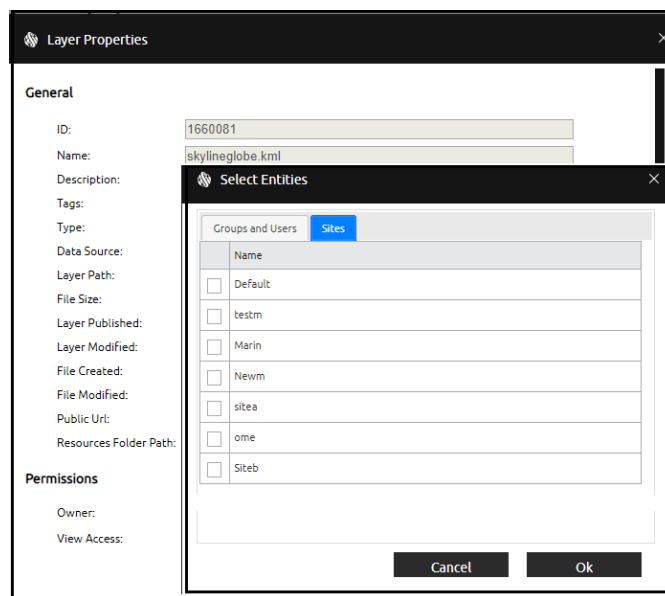 Layer Properties
General
ID:
1660081
Name:
skylineglobe.kml
Description:
Tags:
Type:
Data Source:
Layer Path:
File Size:
Layer Published:
Layer Modified:
File Created:
File Modified:
Public Url:
Resources Folder Path:
Permissions
Owner:
View Access:
Select Entities
Groups and Users
Sites
Name
Default
testm
Marin
Newm
sitea
ome
Siteb
Cancel
Ok